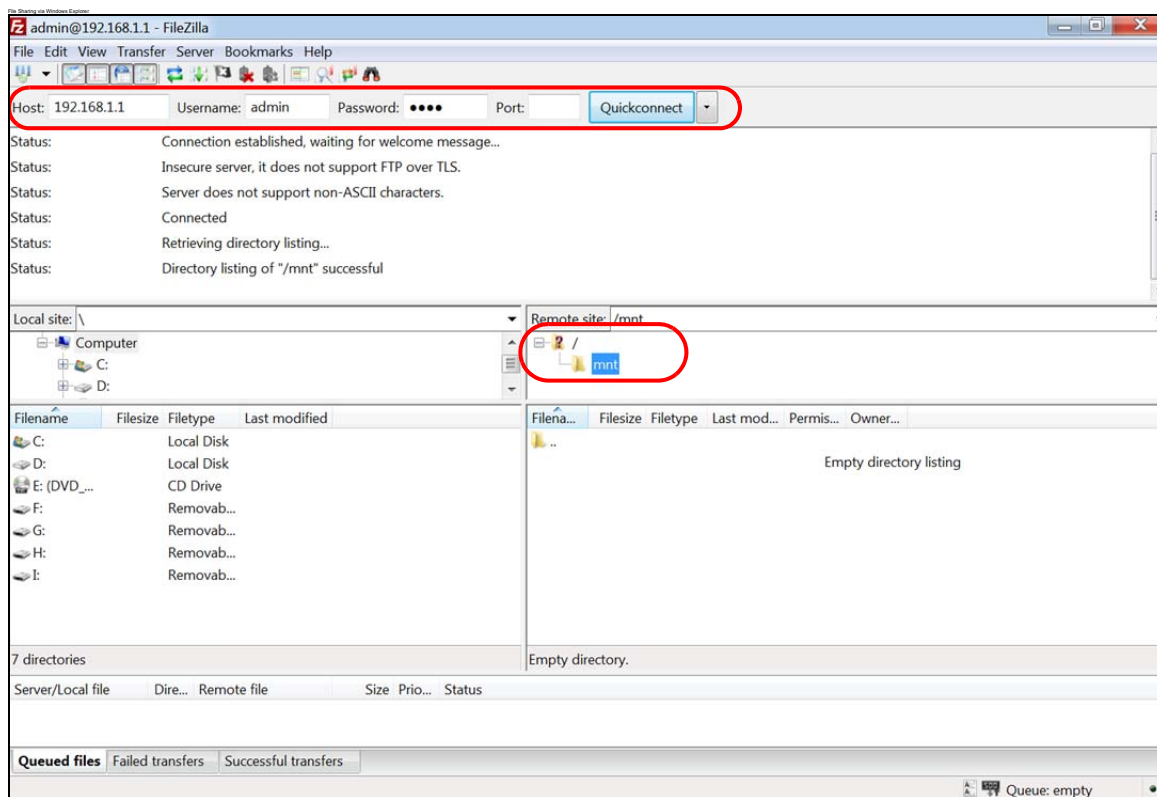 File Sharing via Windows Explorer
admin@192.168.1.1 - FileZilla
File Edit View Transfer Server Bookmarks Help
Host: 192.168.1.1 Username: admin Password: ●●●● Port: Quickconnect
Status: Connection established, waiting for welcome message...
Status: Insecure server, it does not support FTP over TLS.
Status: Server does not support non-ASCII characters.
Status: Connected
Status: Retrieving directory listing...
Status: Directory listing of "/mnt" successful
Local site: \
Computer
C:
D:
Remote site: /mnt
/
mnt
Filename Filesize Filetype Last modified
C: Local Disk
D: Local Disk
E: (DVD_... CD Drive
F: Removab...
G: Removab...
H: Removab...
I: Removab...
7 directories
Filena... Filesize Filetype Last mod... Permis... Owner...
..
Empty directory listing
Empty directory.
Server/Local file Dire... Remote file Size Prio... Status
Queued files Failed transfers Successful transfers
Queue: empty